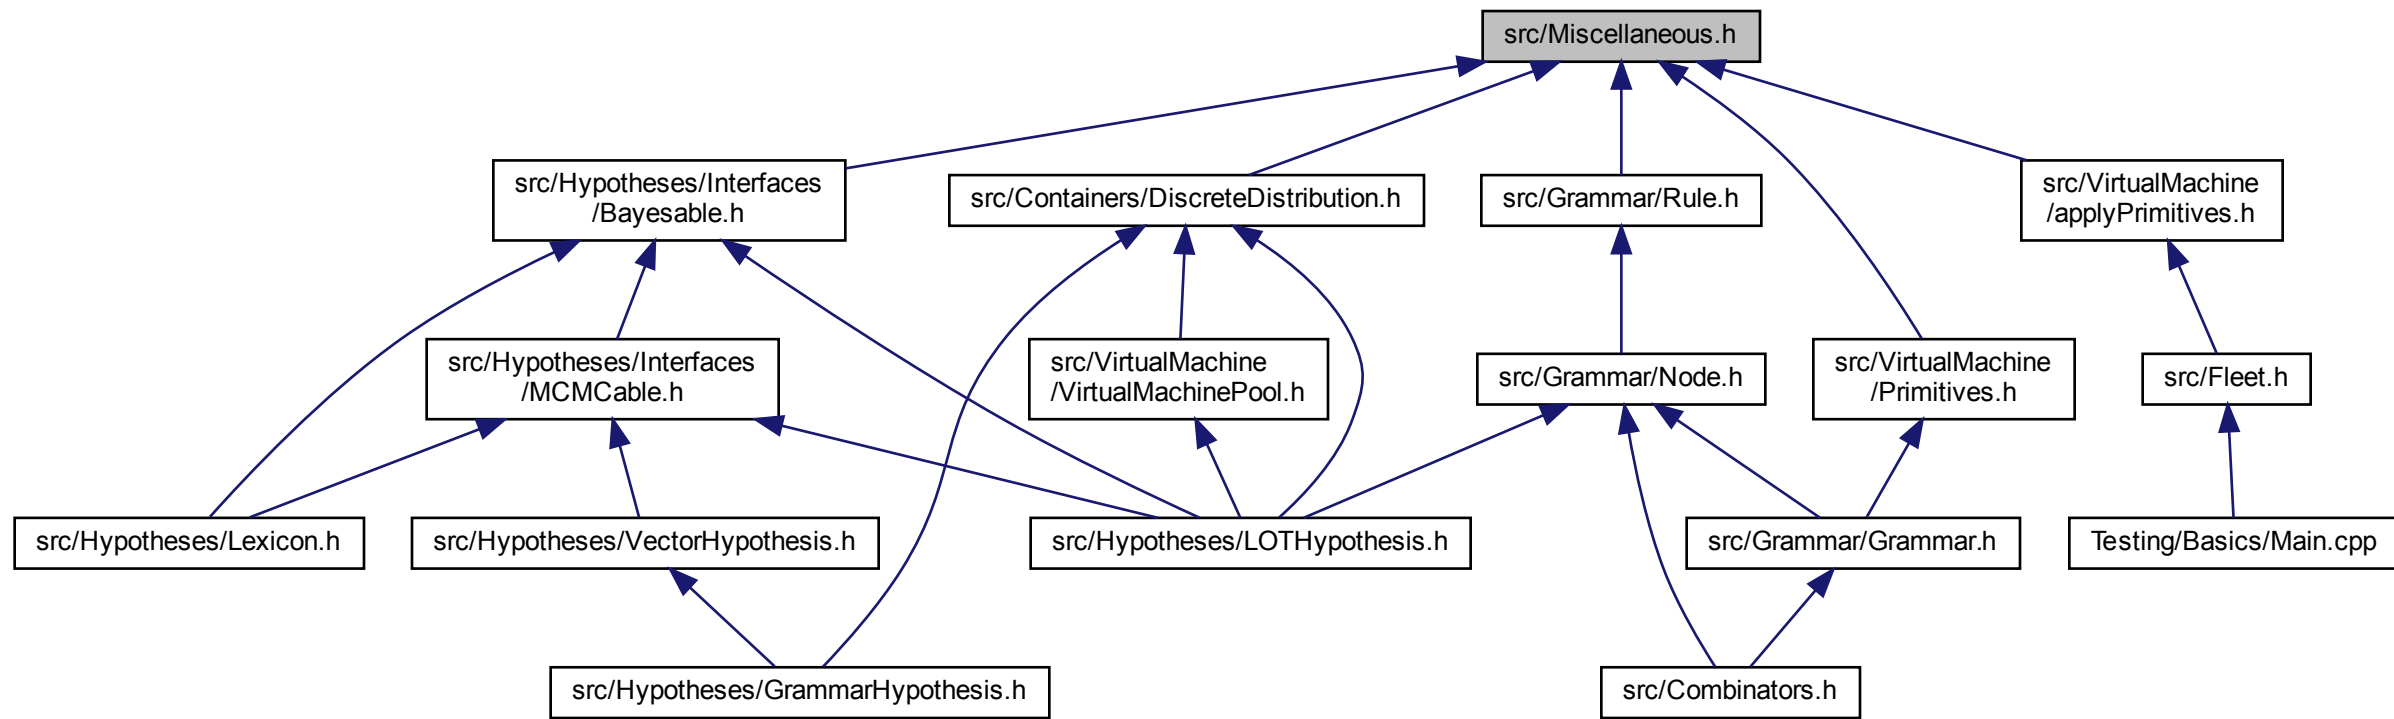 src/Miscellaneous.h
src/Hypotheses/Interfaces
/Bayesable.h
src/Containers/DiscreteDistribution.h
src/Grammar/Rule.h
src/VirtualMachine
/applyPrimitives.h
src/Hypotheses/Interfaces
/MCMCable.h
src/VirtualMachine
/VirtualMachinePool.h
src/Grammar/Node.h
src/VirtualMachine
/Primitives.h
src/Fleet.h
src/Hypotheses/Lexicon.h
src/Hypotheses/VectorHypothesis.h
src/Hypotheses/LOTHypothesis.h
src/Grammar/Grammar.h
Testing/Basics/Main.cpp
src/Hypotheses/GrammarHypothesis.h
src/Combinators.h